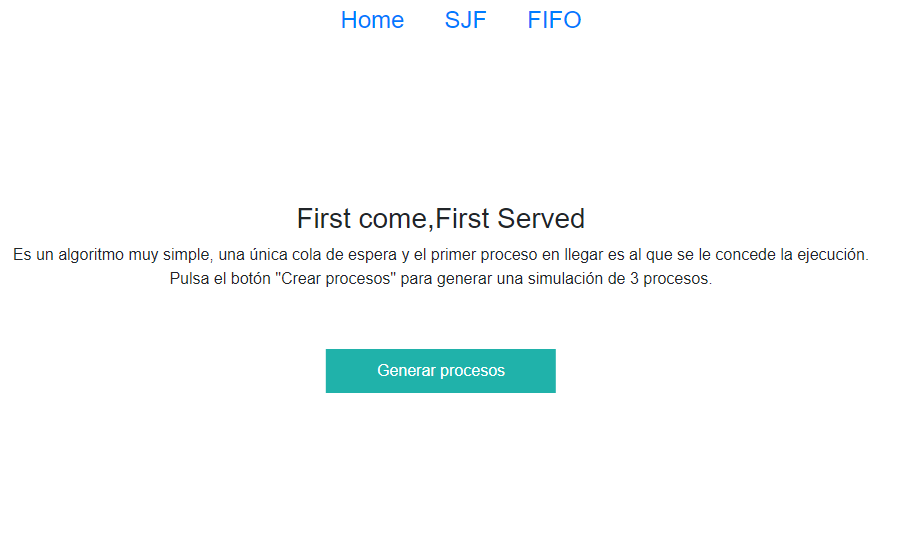 Home SJF FIFO
First come,First Served
Es un algoritmo muy simple, una única cola de espera y el primer proceso en llegar es al que se le concede la ejecución.
Pulsa el botón "Crear procesos" para generar una simulación de 3 procesos.
Generar procesos